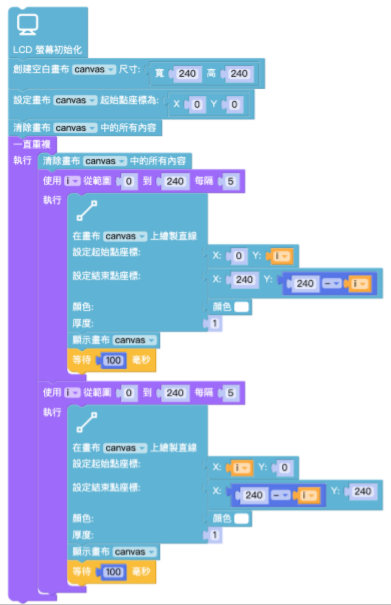 LCD 螢幕初始化
創建空白畫布 canvas 尺寸: 寬 240 高 240
設定畫布 canvas 起始點座標為: X 0 Y 0
清除畫布 canvas 中的所有內容
一直重複
執行 清除畫布 canvas 中的所有內容
使用 i 從範圍 0 到 240 每隔 5
執行
在畫布 canvas 上繪製直線
設定起始點座標: X: 0 Y: i
設定結束點座標: X: 240 Y: 240 - i
顏色: 顏色
厚度: 1
顯示畫布 canvas
等待 100 毫秒
使用 i 從範圍 0 到 240 每隔 5
執行
在畫布 canvas 上繪製直線
設定起始點座標: X: i Y: 0
設定結束點座標: X: 240 - i Y: 240
顏色: 顏色
厚度: 1
顯示畫布 canvas
等待 100 毫秒